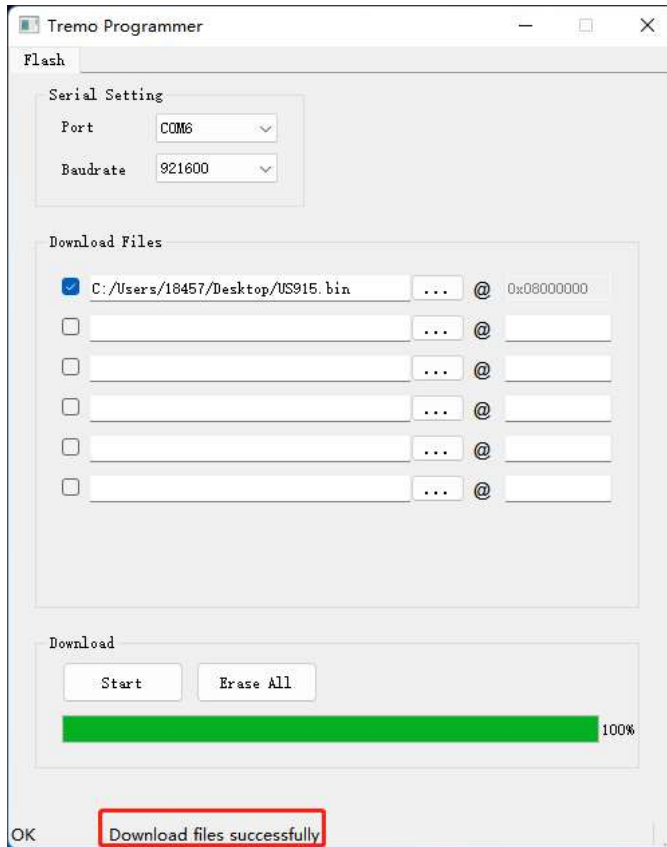 Tremo Programmer
Flash
Serial Setting
Port COM6
Baudrate 921600
Download Files
C:/Users/18457/Desktop/US915.bin ... @ 0x08000000
... @
... @
... @
... @
... @
Download
Start Erase All
100%
OK Download files successfully